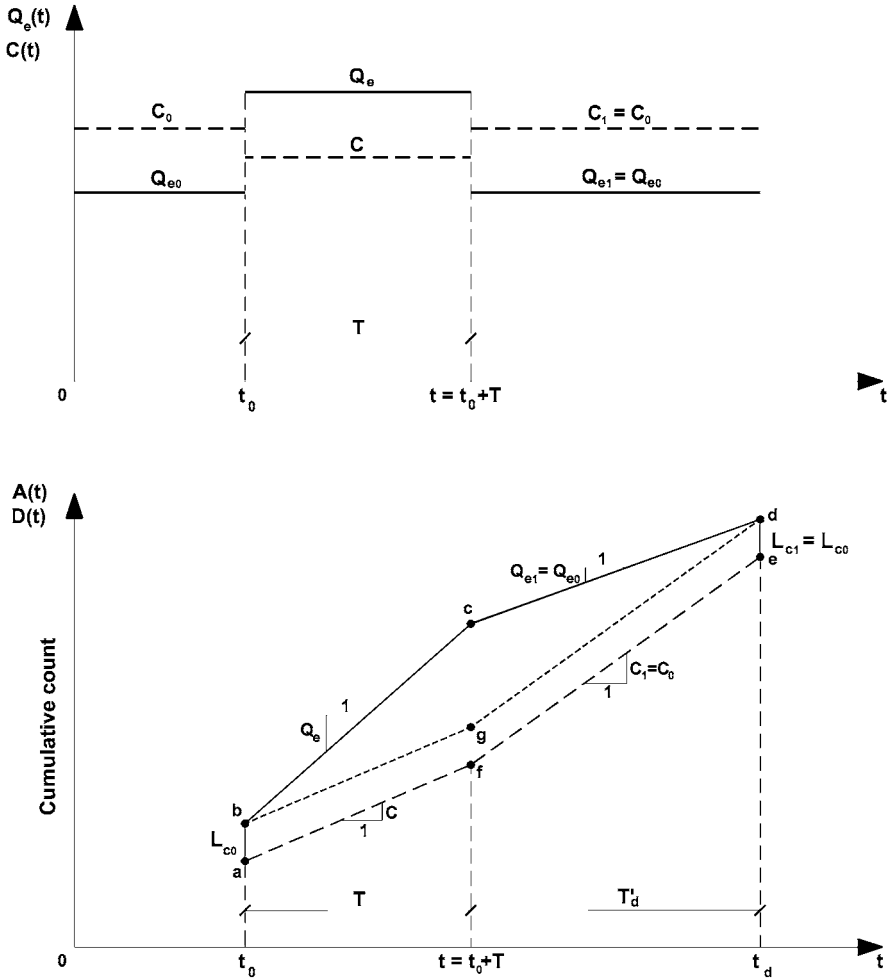 Qe(t)
C(t)
Qe
C0
C1 = C0
C
Qe0
Qe1 = Qe0
T
0
t0
t = t0+T
t
A(t)
D(t)
d
Lc1 = Lc0
1
Qe1 = Qe0
e
c
Cumulative count
C1=C0
1
1
Qe
g
f
b
C
1
Lc0
a
T
T'd
0
t0
t = t0+T
td
t